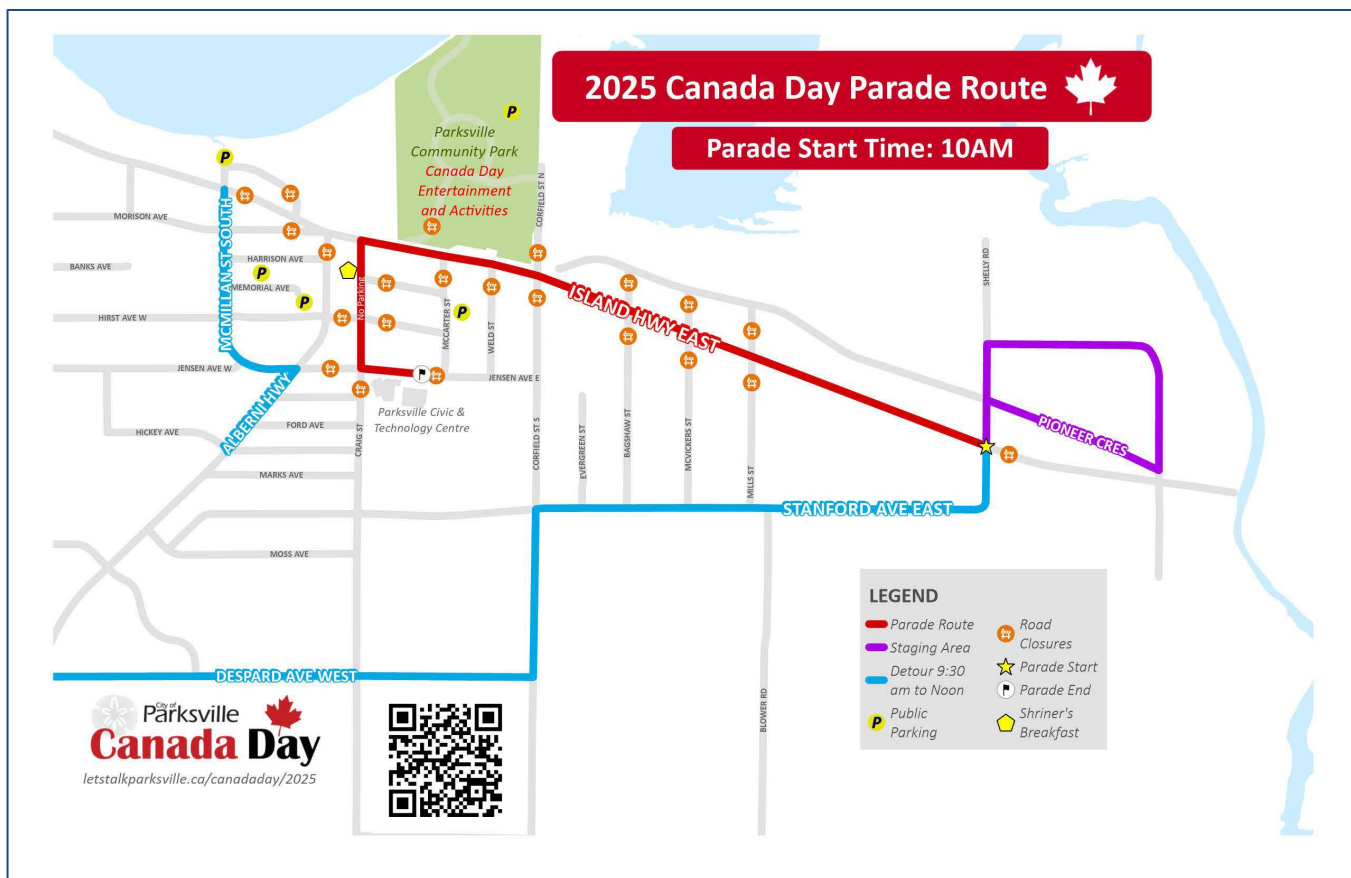 2025 Canada Day Parade Route
Parade Start Time: 10AM
P
Parksville
Community Park
Canada Day
Entertainment
and Activities
P
CORFIELD ST N
MORISON AVE
MCMILLAN ST SOUTH
HARRISON AVE
BANKS AVE
P
MEMORIAL AVE
P
HIRST AVE W
No Parking
MCCARTER ST
P
WELD ST
ISLAND HWY EAST
SHELLY RD
JENSEN AVE W
JENSEN AVE E
ALBERNI HWY
Parksville Civic &
Technology Centre
PIONEER CRES
FORD AVE
HICKEY AVE
CRAIG ST
CORFIELD ST S
EVERGREEN ST
BAGSHAW ST
MCVICKERS ST
MILLS ST
MARKS AVE
STANFORD AVE EAST
MOSS AVE
DESPARD AVE WEST
BLOWER RD
LEGEND
Parade Route
Staging Area
Detour 9:30
am to Noon
P Public
Parking
Road
Closures
Parade Start
Parade End
Shriner's
Breakfast
City of
Parksville
Canada Day
letstalkparksville.ca/canadaday/2025